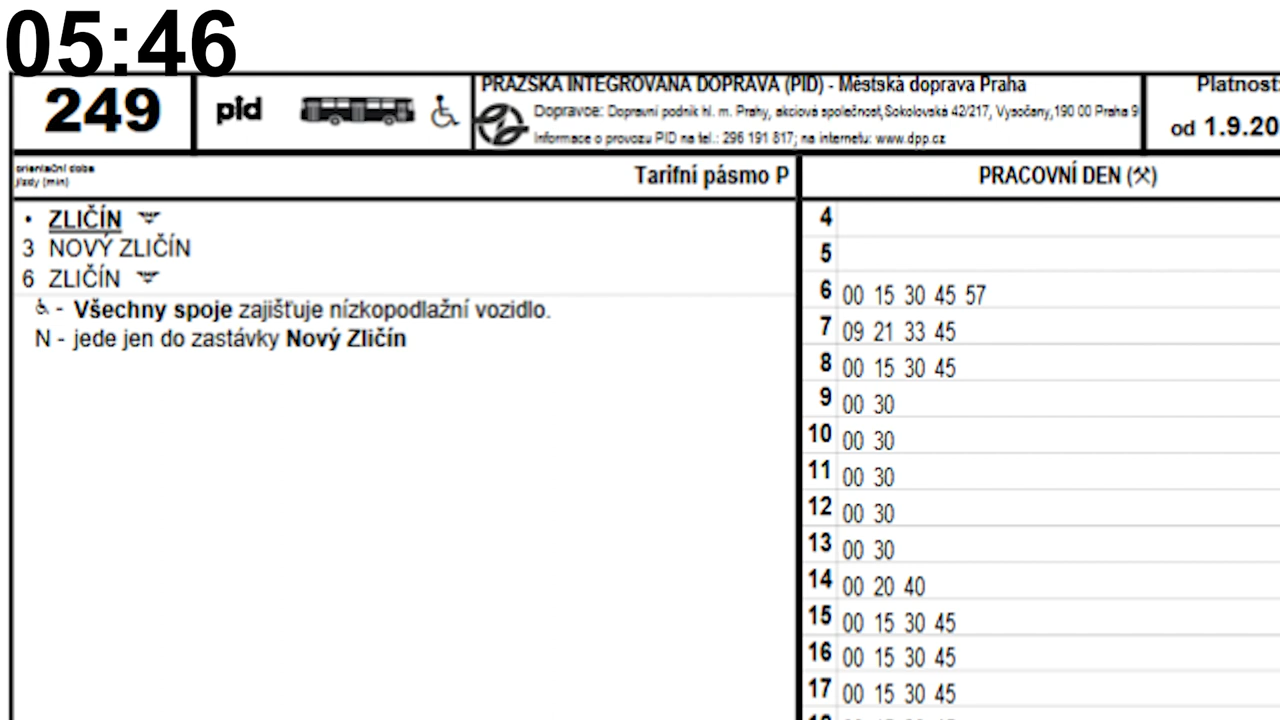 05:46
249
pid
PRAŽSKÁ INTEGROVANÁ DOPRAVA (PID) - Městská doprava Praha
Dopravce: Dopravní podnik hl. m. Prahy, akciová společnost, Sokolovská 42/217, Vysočany, 190 00 Praha 9
Informace o provozu PID na tel.: 296 191 817; na internetu: www.dpp.cz
Platnost:
od 1.9.20
orientační doba
jízdy (min)
Tarifní pásmo P
• ZLIČÍN
3 NOVÝ ZLIČÍN
6 ZLIČÍN
- Všechny spoje zajišťuje nízkopodlažní vozidlo.
N - jede jen do zastávky Nový Zličín
PRACOVNÍ DEN (⚒)
4
5
6 00 15 30 45 57
7 09 21 33 45
8 00 15 30 45
9 00 30
10 00 30
11 00 30
12 00 30
13 00 30
14 00 20 40
15 00 15 30 45
16 00 15 30 45
17 00 15 30 45